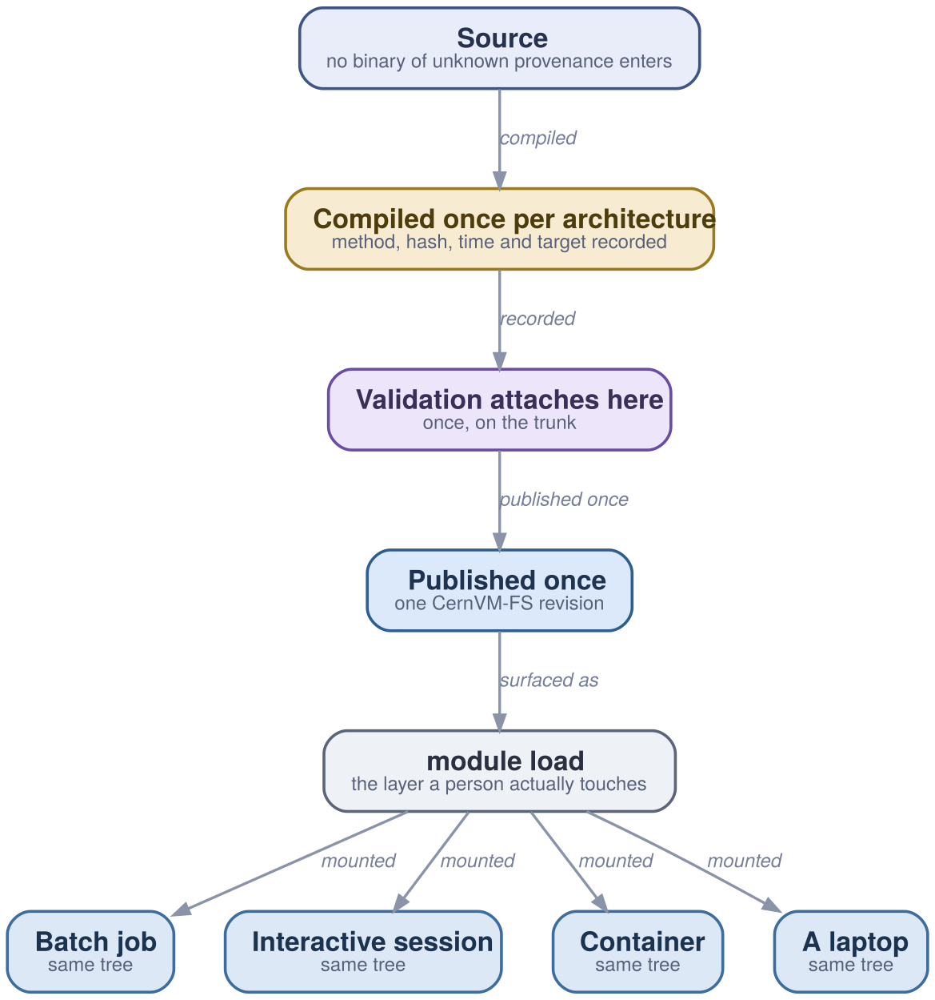 Source
no binary of unknown provenance enters
compiled
Compiled once per architecture
method, hash, time and target recorded
recorded
Validation attaches here
once, on the trunk
published once
Published once
one CernVM-FS revision
surfaced as
module load
the layer a person actually touches
mounted
mounted
mounted
mounted
Batch job
same tree
Interactive session
same tree
Container
same tree
A laptop
same tree